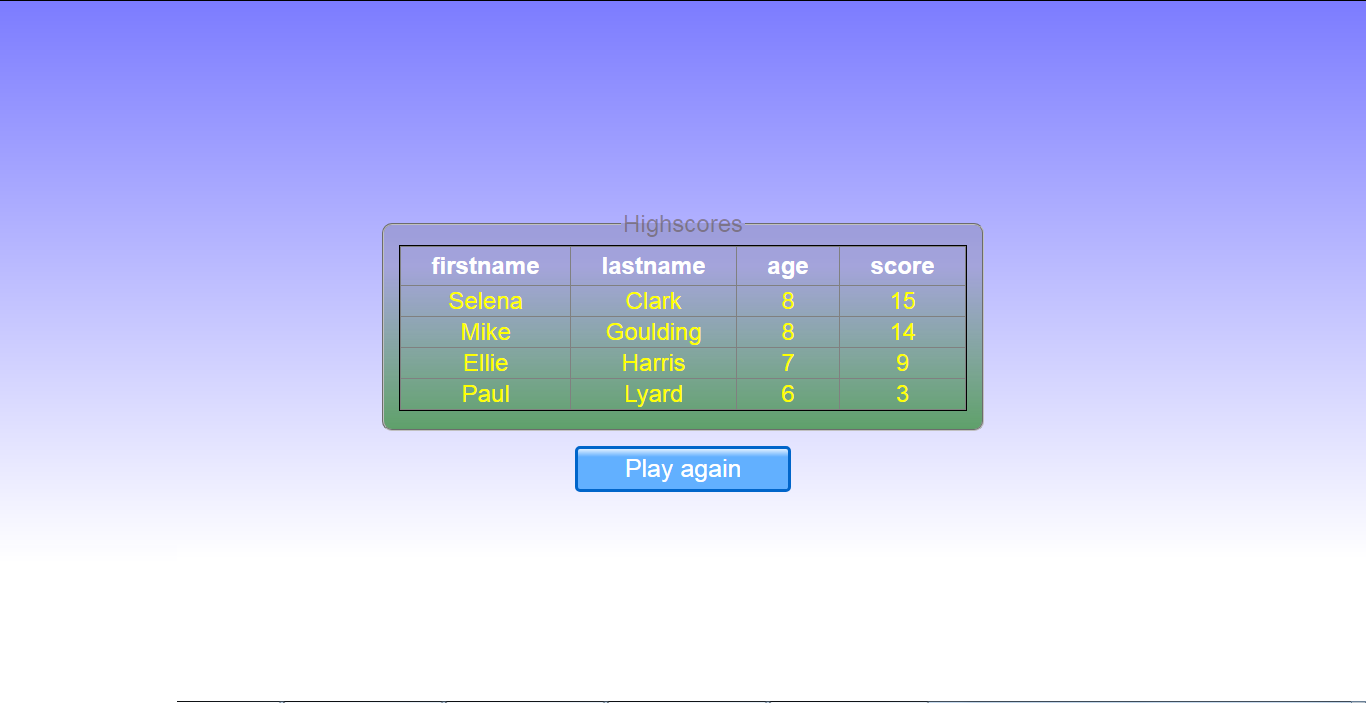 Highscores
firstname lastname age score
Selena Clark 8 15
Mike Goulding 8 14
Ellie Harris 7 9
Paul Lyard 6 3
Play again